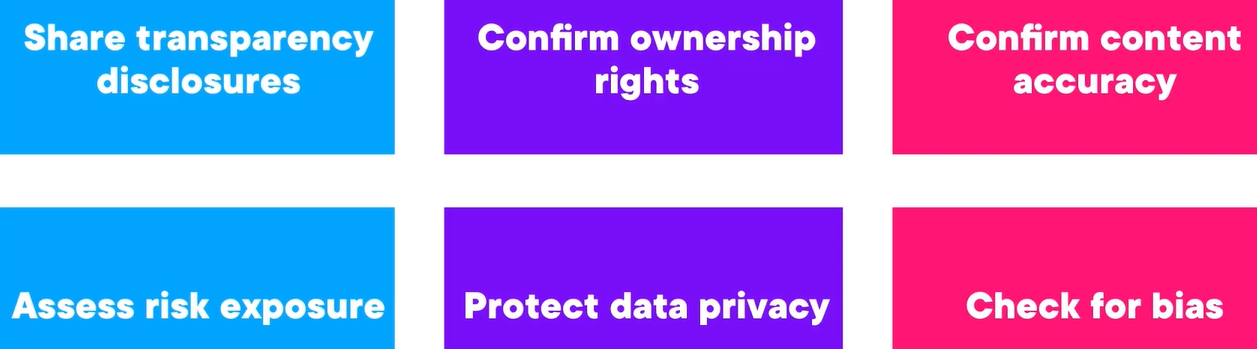 Share transparency
disclosures
Confirm ownership
rights
Confirm content
accuracy
Assess risk exposure
Protect data privacy
Check for bias